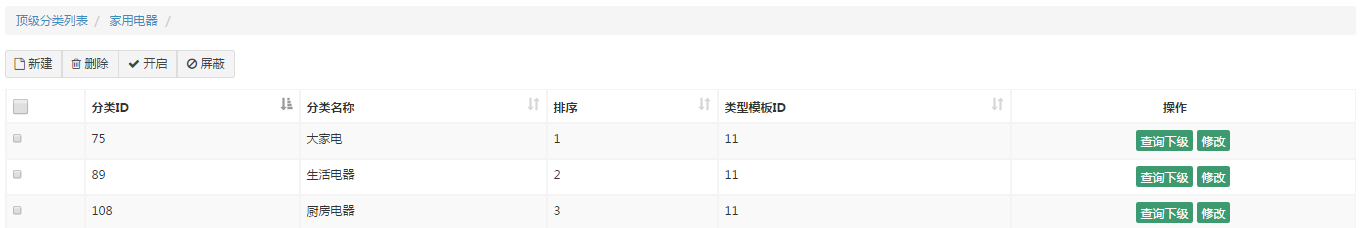 顶级分类列表 / 家用电器 /
新建 删除 开启 屏蔽
分类ID 分类名称 排序 类型模板ID 操作
75 大家电 1 11 查询下级 修改
89 生活电器 2 11 查询下级 修改
108 厨房电器 3 11 查询下级 修改